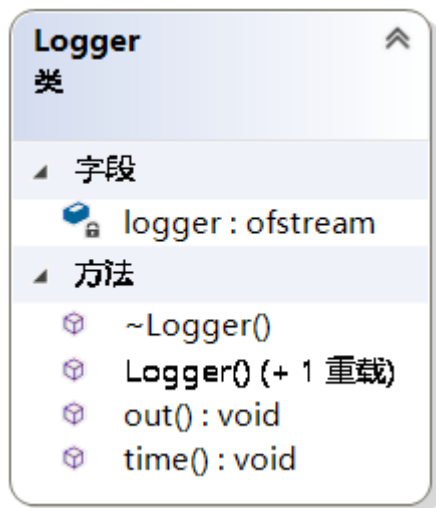 Logger
类
字段
logger : ofstream
方法
~Logger()
Logger() (+ 1 重载)
out() : void
time() : void